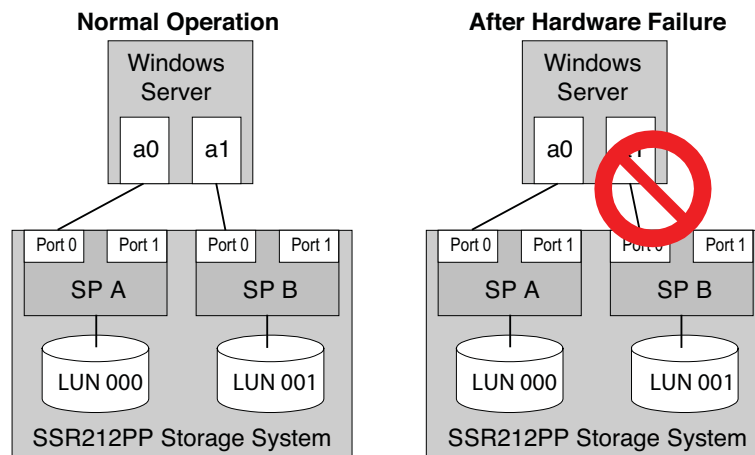 Normal Operation
Windows
Server
a0
a1
Port 0
Port 1
Port 0
Port 1
SP A
SP B
LUN 000
LUN 001
SSR212PP Storage System
After Hardware Failure
Windows
Server
a0
Port 0
Port 1
Port 1
SP A
SP B
LUN 000
LUN 001
SSR212PP Storage System